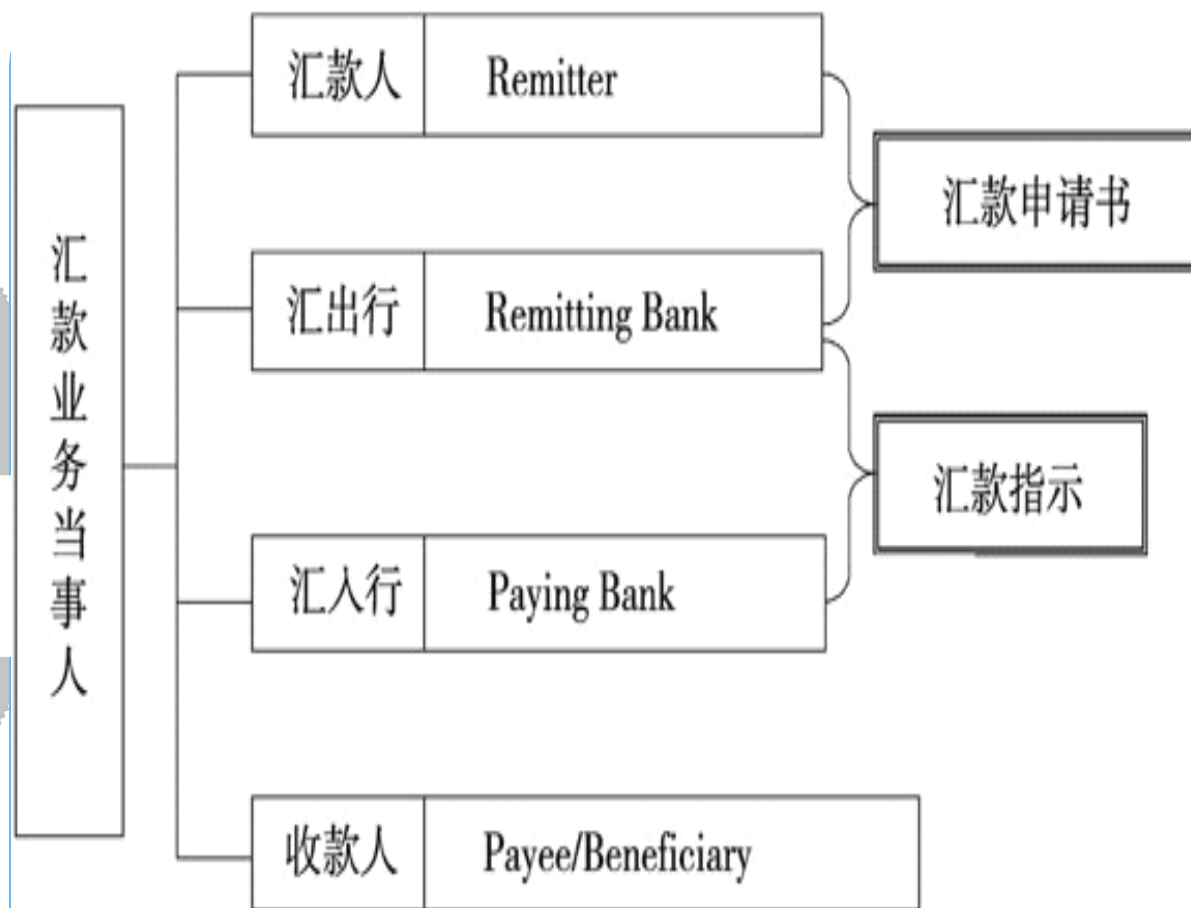 汇款业务当事人
汇款人 Remitter
汇出行 Remitting Bank
汇入行 Paying Bank
收款人 Payee/Beneficiary
汇款申请书
汇款指示